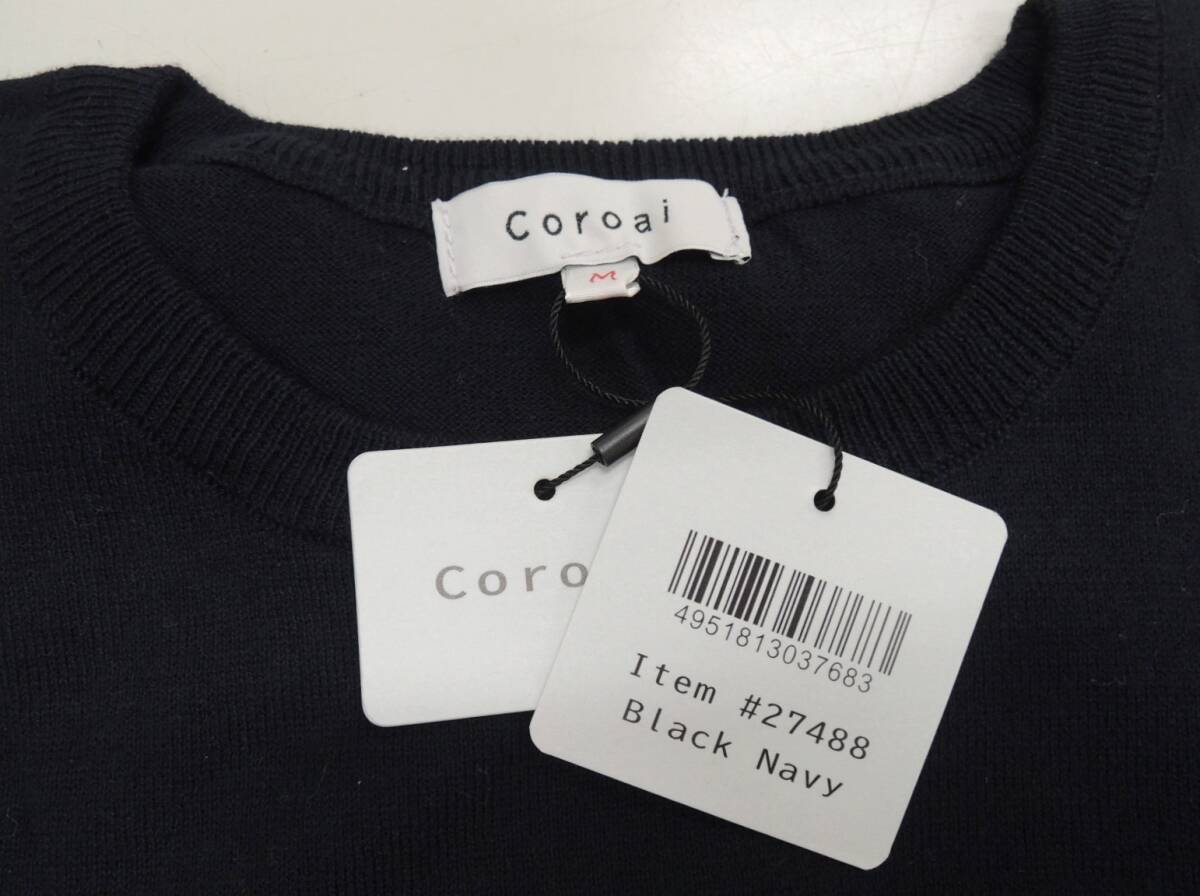 Coroai
M
Coro
4951813037683
Item #27488
Black Navy